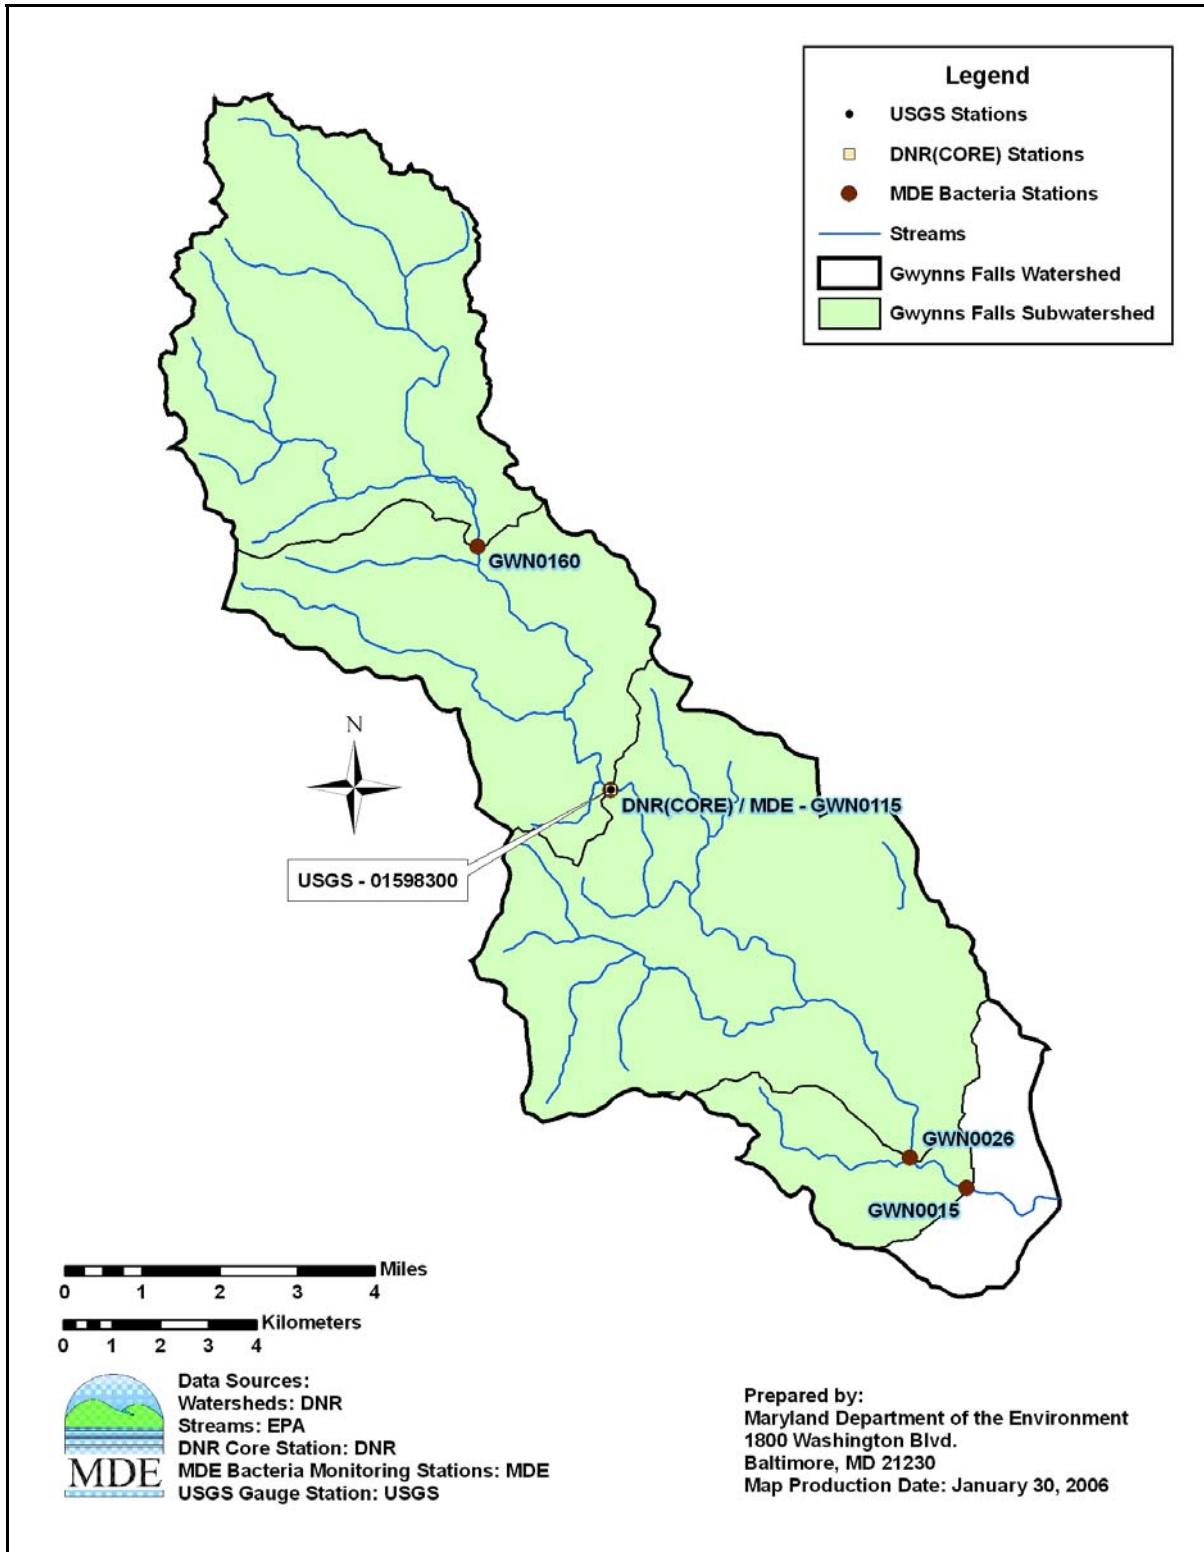 Legend
USGS Stations
DNR(CORE) Stations
MDE Bacteria Stations
Streams
Gwynns Falls Watershed
Gwynns Falls Subwatershed
GWN0160
N
DNR(CORE) / MDE - GWN0115
USGS - 01598300
GWN0026
GWN0015
Miles
0 1 2 3 4
Kilometers
0 1 2 3 4
MDE
Data Sources:
Watersheds: DNR
Streams: EPA
DNR Core Station: DNR
MDE Bacteria Monitoring Stations: MDE
USGS Gauge Station: USGS
Prepared by:
Maryland Department of the Environment
1800 Washington Blvd.
Baltimore, MD 21230
Map Production Date: January 30, 2006